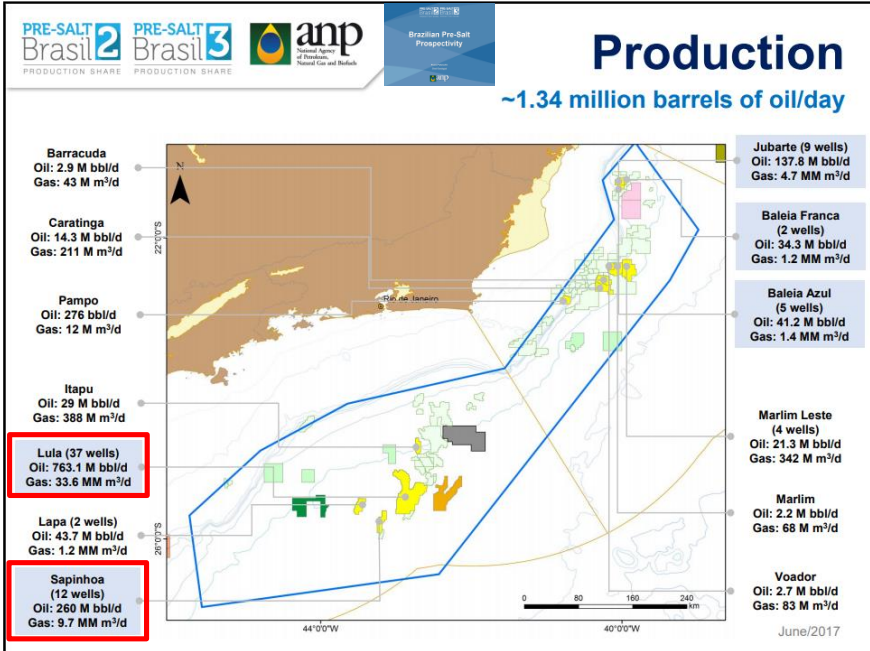 PRE-SALT
Brasil 2
PRODUCTION SHARE
PRE-SALT
Brasil 3
PRODUCTION SHARE
anp
National Agency
of Petroleum,
Natural Gas and Biofuels
Brazilian Pre-Salt
Prospectivity
anp
Production
~1.34 million barrels of oil/day
Barracuda
Oil: 2.9 M bbl/d
Gas: 43 M m³/d
Caratinga
Oil: 14.3 M bbl/d
Gas: 211 M m³/d
Pampo
Oil: 276 bbl/d
Gas: 12 M m³/d
Itapu
Oil: 29 M bbl/d
Gas: 388 M m³/d
Lula (37 wells)
Oil: 763.1 M bbl/d
Gas: 33.6 MM m³/d
Lapa (2 wells)
Oil: 43.7 M bbl/d
Gas: 1.2 MM m³/d
Sapinhoa
(12 wells)
Oil: 260 M bbl/d
Gas: 9.7 MM m³/d
N
22°0'0"S
26°0'0"S
Rio de Janeiro
44°0'0"W
40°0'0"W
0 80 160 240
km
Jubarte (9 wells)
Oil: 137.8 M bbl/d
Gas: 4.7 MM m³/d
Baleia Franca
(2 wells)
Oil: 34.3 M bbl/d
Gas: 1.2 MM m³/d
Baleia Azul
(5 wells)
Oil: 41.2 M bbl/d
Gas: 1.4 MM m³/d
Marlim Leste
(4 wells)
Oil: 21.3 M bbl/d
Gas: 342 M m³/d
Marlim
Oil: 2.2 M bbl/d
Gas: 68 M m³/d
Voador
Oil: 2.7 M bbl/d
Gas: 83 M m³/d
June/2017